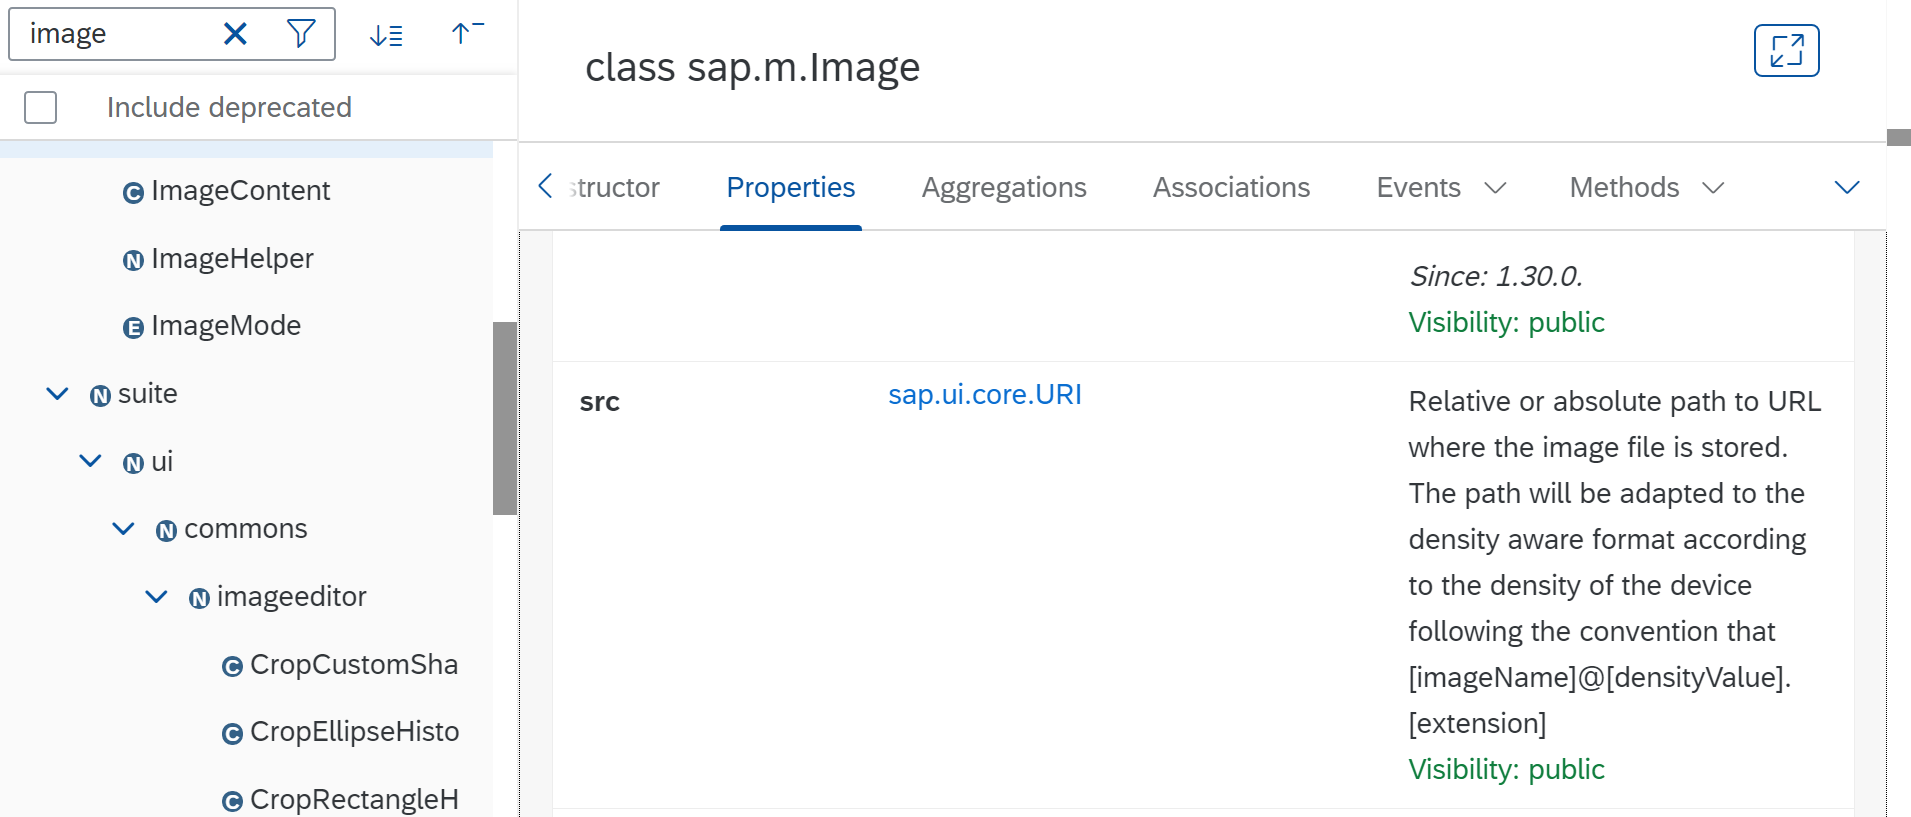 image
Include deprecated
ImageContent
ImageHelper
ImageMode
suite
ui
commons
imageeditor
CropCustomSha
CropEllipseHisto
CropRectangleH
class sap.m.Image
structor
Properties
Aggregations
Associations
Events
Methods
Since: 1.30.0.
Visibility: public
src
sap.ui.core.URI
Relative or absolute path to URL
where the image file is stored.
The path will be adapted to the
density aware format according
to the density of the device
following the convention that
[imageName]@[densityValue].
[extension]
Visibility: public